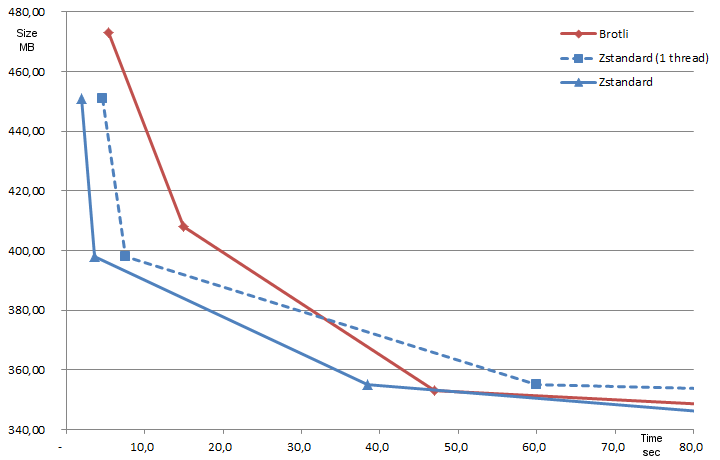 480,00
Size
MB
460,00
440,00
420,00
400,00
380,00
360,00
340,00
Brotli
Zstandard (1 thread)
Zstandard
- 10,0 20,0 30,0 40,0 50,0 60,0 70,0 80,0
Time
sec